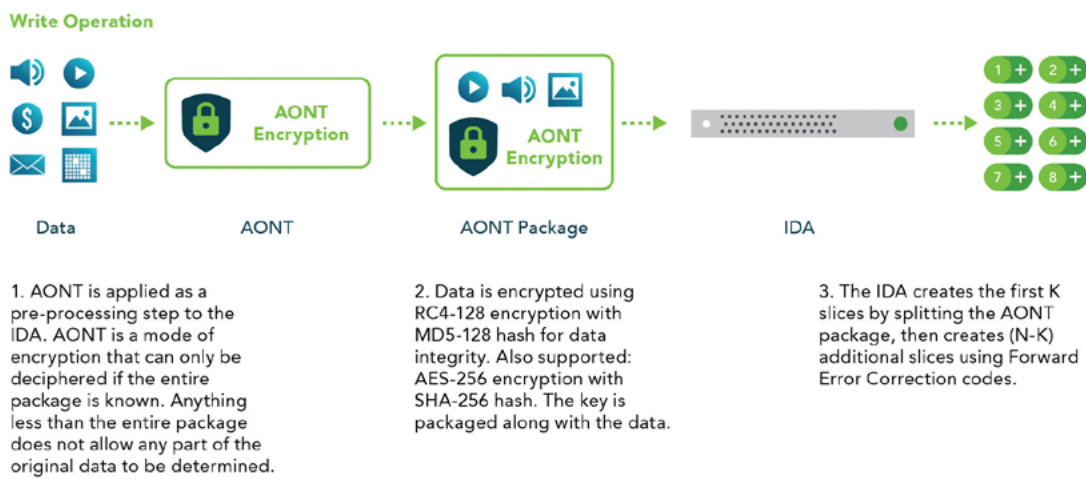 Write Operation
AONT
Encryption
AONT
Encryption
1 + 2 +
3 + 4 +
5 + 6 +
7 + 8 +
$
Data
AONT
AONT Package
IDA
1. AONT is applied as a
pre-processing step to the
IDA. AONT is a mode of
encryption that can only be
deciphered if the entire
package is known. Anything
less than the entire package
does not allow any part of the
original data to be determined.
2. Data is encrypted using
RC4-128 encryption with
MD5-128 hash for data
integrity. Also supported:
AES-256 encryption with
SHA-256 hash. The key is
packaged along with the data.
3. The IDA creates the first K
slices by splitting the AONT
package, then creates (N-K)
additional slices using Forward
Error Correction codes.